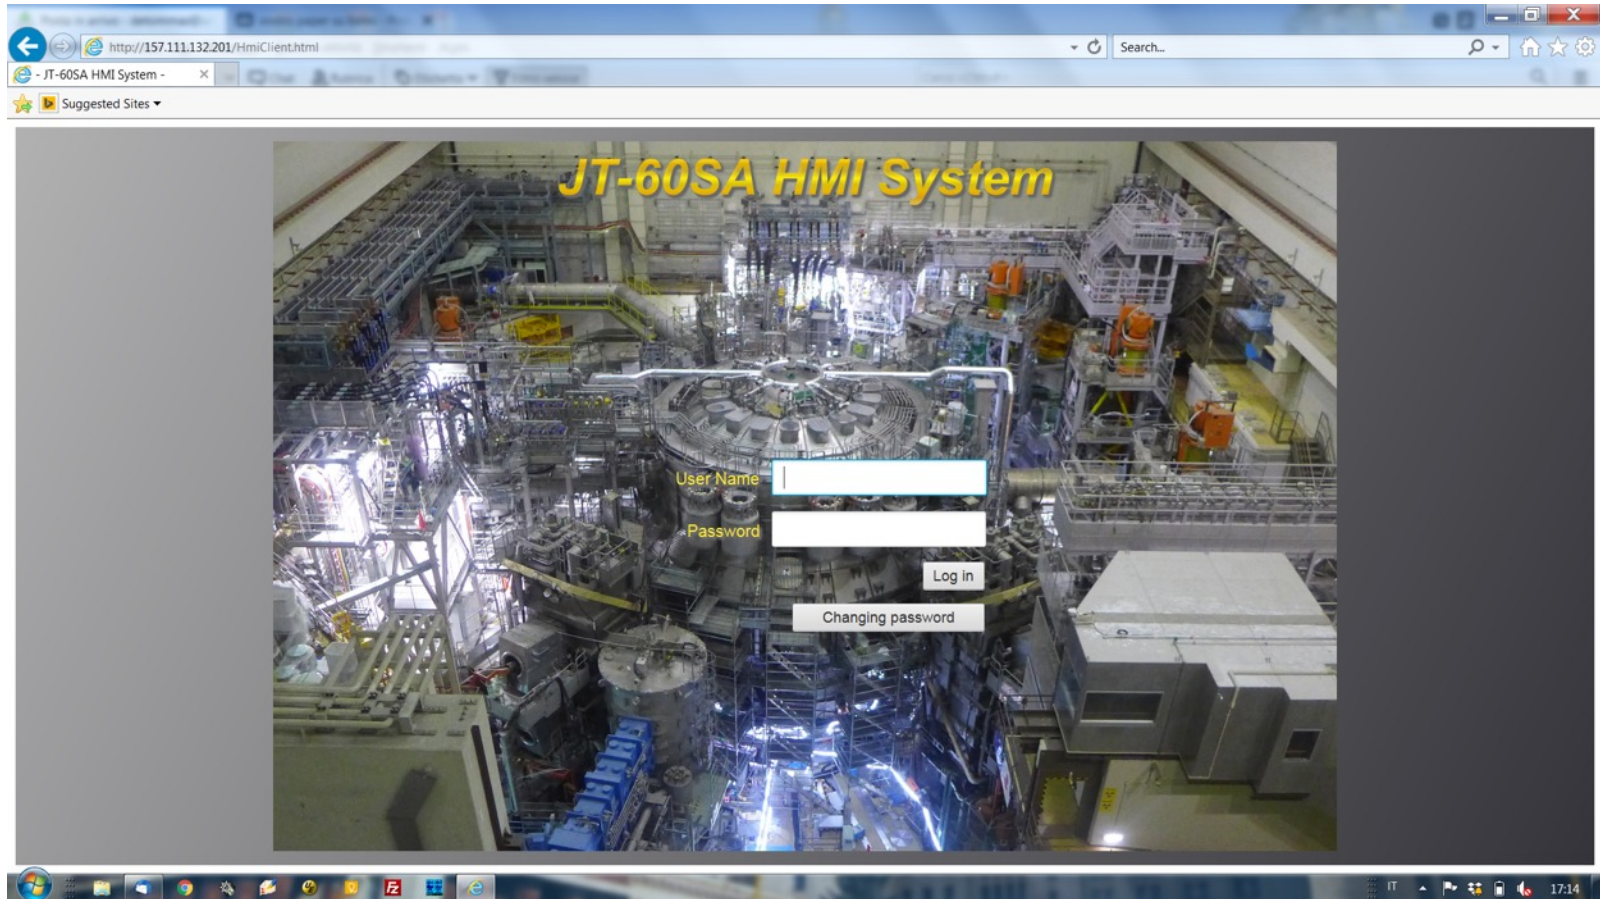 http://157.111.132.201/HmiClient.html
Search...
- JT-60SA HMI System -
Suggested Sites
JT-60SA HMI System
User Name
Password
Log in
Changing password
IT
17:14